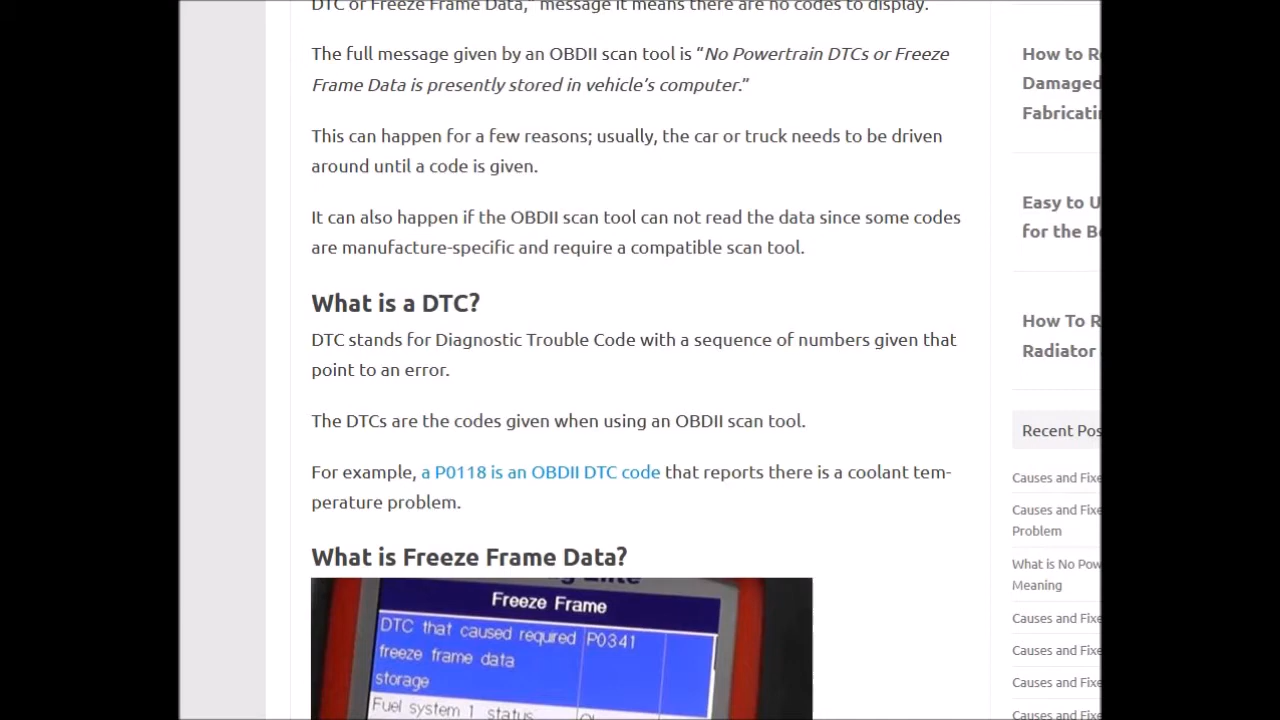 DTC or Freeze Frame Data,” message it means there are no codes to display.
The full message given by an OBDII scan tool is “No Powertrain DTCs or Freeze
Frame Data is presently stored in vehicle’s computer.”
This can happen for a few reasons; usually, the car or truck needs to be driven
around until a code is given.
It can also happen if the OBDII scan tool can not read the data since some codes
are manufacture-specific and require a compatible scan tool.
What is a DTC?
DTC stands for Diagnostic Trouble Code with a sequence of numbers given that
point to an error.
The DTCs are the codes given when using an OBDII scan tool.
For example, a P0118 is an OBDII DTC code that reports there is a coolant tem-
perature problem.
What is Freeze Frame Data?
Freeze Frame
DTC that caused required P0341
freeze frame data
storage
Fuel system 1 status
How to R
Damaged
Fabricati
Easy to U
for the B
How To R
Radiator
Recent Pos
Causes and Fixe
Causes and Fixe
Problem
What is No Pow
Meaning
Causes and Fixe
Causes and Fixe
Causes and Fixe
Causes and Fixe